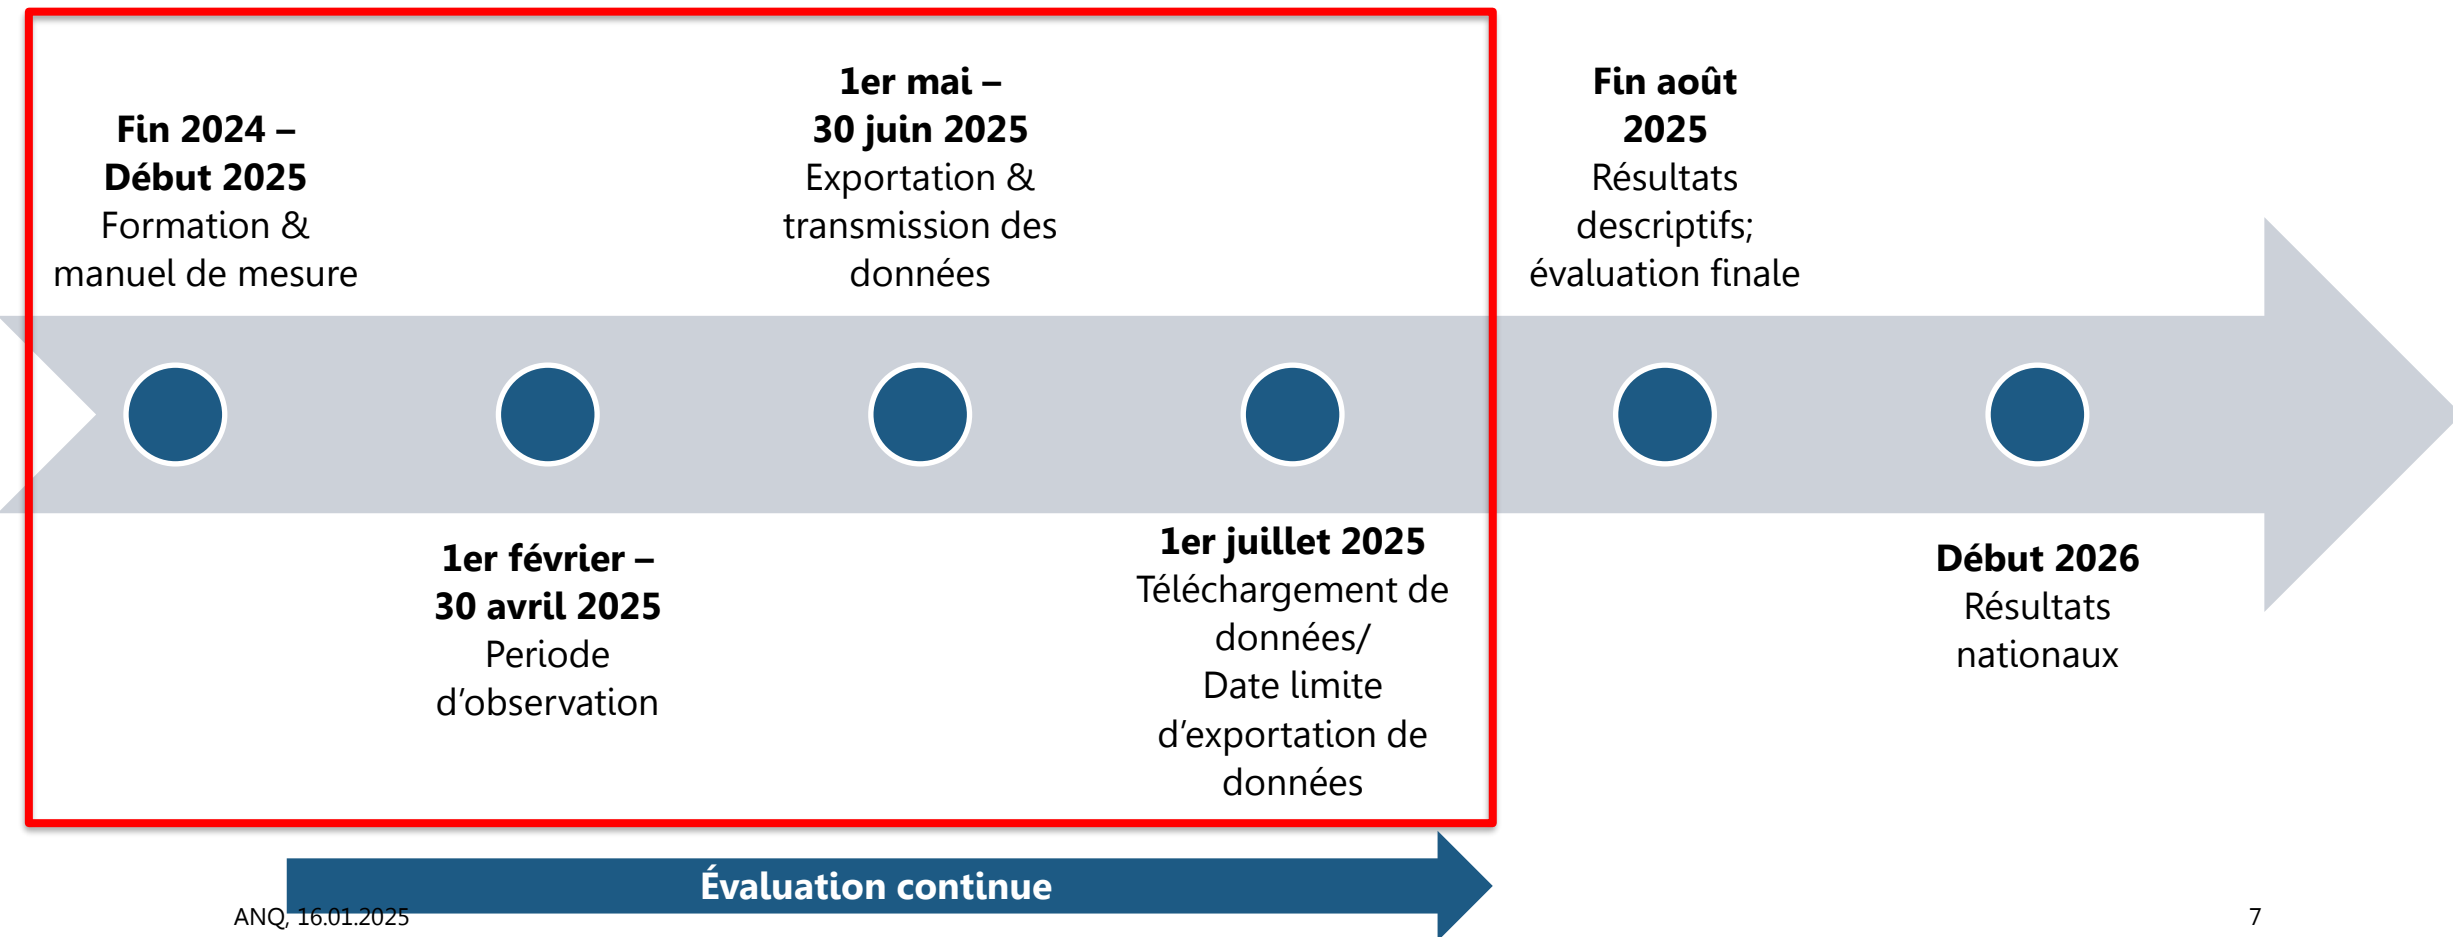 Fin 2024 –
Début 2025
Formation &
manuel de mesure
1er février –
30 avril 2025
Periode
d’observation
1er mai –
30 juin 2025
Exportation &
transmission des
données
1er juillet 2025
Téléchargement de
données/
Date limite
d’exportation de
données
Fin août
2025
Résultats
descriptifs;
évaluation finale
Début 2026
Résultats
nationaux
Évaluation continue
ANQ, 16.01.2025
7